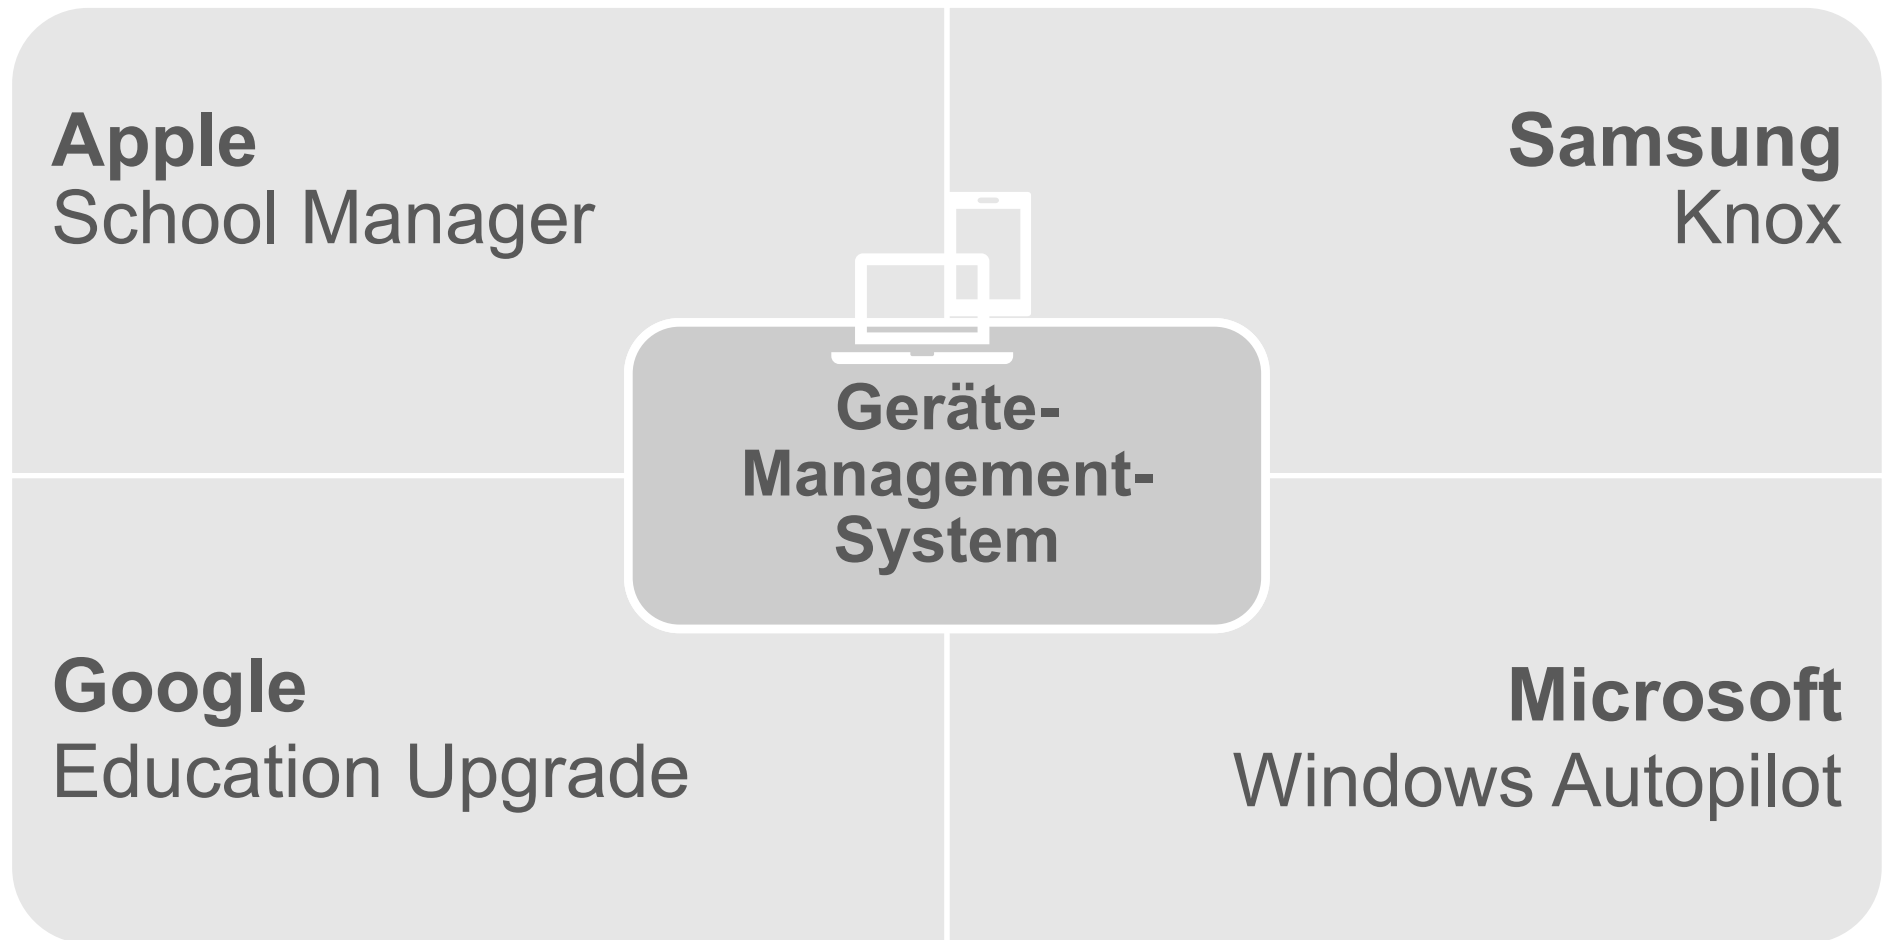 Apple
School Manager
Samsung
Knox
Geräte-
Management-
System
Google
Education Upgrade
Microsoft
Windows Autopilot